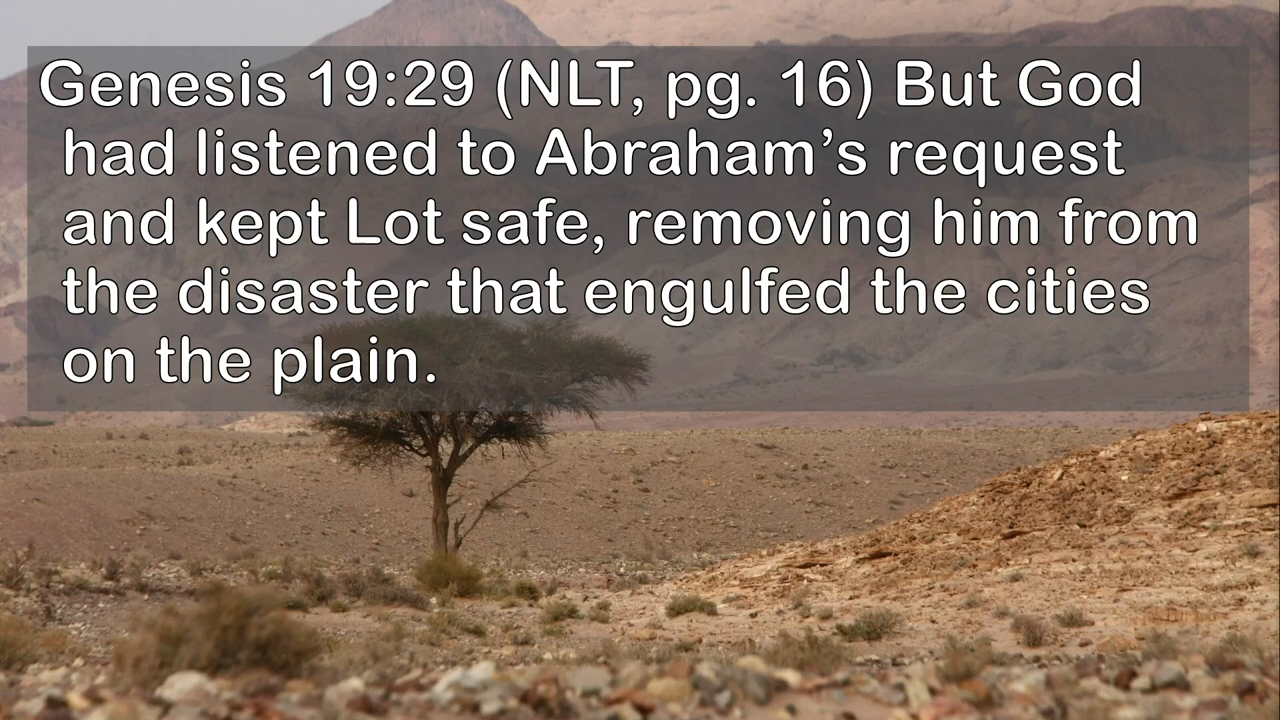 Genesis 19:29 (NLT, pg. 16) But God
had listened to Abraham’s request
and kept Lot safe, removing him from
the disaster that engulfed the cities
on the plain.